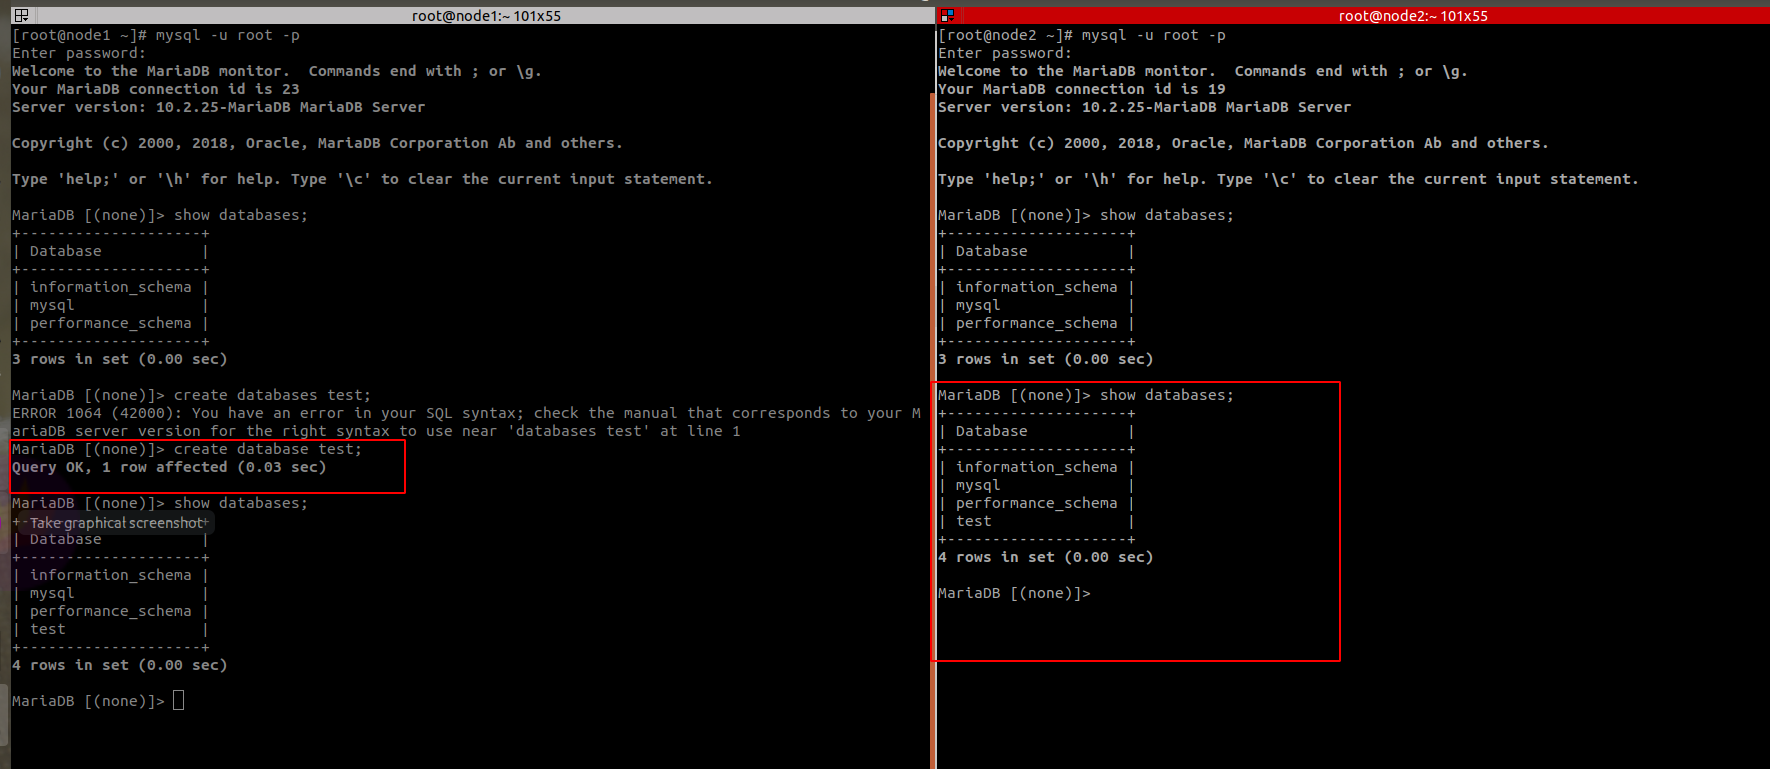 root@node1:~ 101x55
[root@node1 ~]# mysql -u root -p
Enter password:
Welcome to the MariaDB monitor.  Commands end with ; or \g.
Your MariaDB connection id is 23
Server version: 10.2.25-MariaDB MariaDB Server
Copyright (c) 2000, 2018, Oracle, MariaDB Corporation Ab and others.
Type 'help;' or '\h' for help. Type '\c' to clear the current input statement.
MariaDB [(none)]> show databases;
+--------------------+
| Database           |
+--------------------+
| information_schema |
| mysql              |
| performance_schema |
+--------------------+
3 rows in set (0.00 sec)
MariaDB [(none)]> create databases test;
ERROR 1064 (42000): You have an error in your SQL syntax; check the manual that corresponds to your M
ariaDB server version for the right syntax to use near 'databases test' at line 1
MariaDB [(none)]> create database test;
Query OK, 1 row affected (0.03 sec)
MariaDB [(none)]> show databases;
Take graphical screenshot
| Database           |
+--------------------+
| information_schema |
| mysql              |
| performance_schema |
| test               |
+--------------------+
4 rows in set (0.00 sec)
MariaDB [(none)]>
root@node2:~ 101x55
[root@node2 ~]# mysql -u root -p
Enter password:
Welcome to the MariaDB monitor.  Commands end with ; or \g.
Your MariaDB connection id is 19
Server version: 10.2.25-MariaDB MariaDB Server
Copyright (c) 2000, 2018, Oracle, MariaDB Corporation Ab and others.
Type 'help;' or '\h' for help. Type '\c' to clear the current input statement.
MariaDB [(none)]> show databases;
+--------------------+
| Database           |
+--------------------+
| information_schema |
| mysql              |
| performance_schema |
+--------------------+
3 rows in set (0.00 sec)
MariaDB [(none)]> show databases;
+--------------------+
| Database           |
+--------------------+
| information_schema |
| mysql              |
| performance_schema |
| test               |
+--------------------+
4 rows in set (0.00 sec)
MariaDB [(none)]>